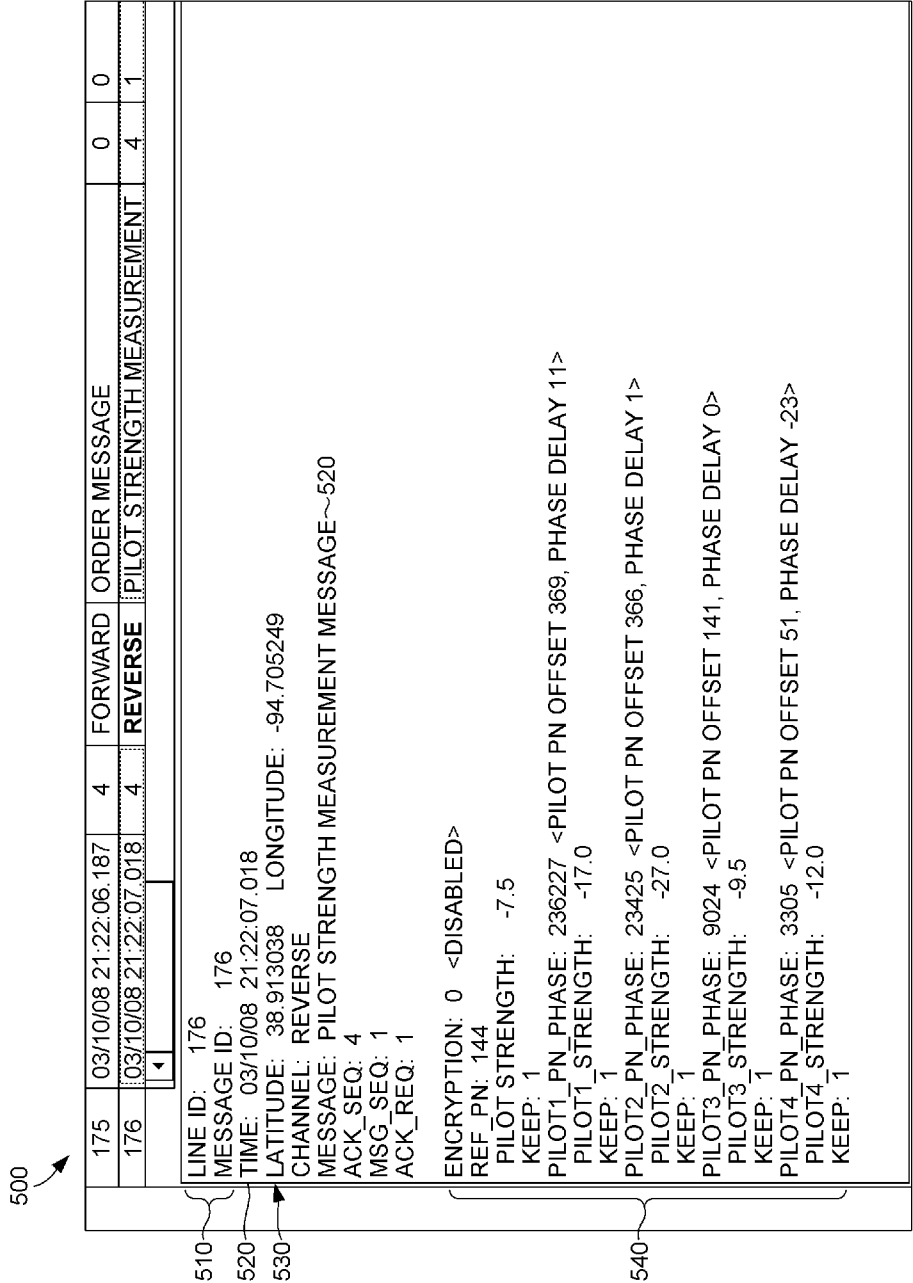 500
175 03/10/08 21:22:06.187 4 FORWARD ORDER MESSAGE 0 0
176 03/10/08 21:22:07.018 4 REVERSE PILOT STRENGTH MEASUREMENT 4 1
510
LINE ID: 176
MESSAGE ID: 176
520 TIME: 03/10/08 21:22:07.018
530 LATITUDE: 38.913038 LONGITUDE: -94.705249
CHANNEL: REVERSE
MESSAGE: PILOT STRENGTH MEASUREMENT MESSAGE~520
ACK_SEQ: 4
MSG_SEQ: 1
ACK_REQ: 1
540
ENCRYPTION: 0 <DISABLED>
REF_PN: 144
PILOT STRENGTH: -7.5
KEEP: 1
PILOT1_PN_PHASE: 236227 <PILOT PN OFFSET 369, PHASE DELAY 11>
PILOT1_STRENGTH: -17.0
KEEP: 1
PILOT2_PN_PHASE: 23425 <PILOT PN OFFSET 366, PHASE DELAY 1>
PILOT2_STRENGTH: -27.0
KEEP: 1
PILOT3_PN_PHASE: 9024 <PILOT PN OFFSET 141, PHASE DELAY 0>
PILOT3_STRENGTH: -9.5
KEEP: 1
PILOT4_PN_PHASE: 3305 <PILOT PN OFFSET 51, PHASE DELAY -23>
PILOT4_STRENGTH: -12.0
KEEP: 1